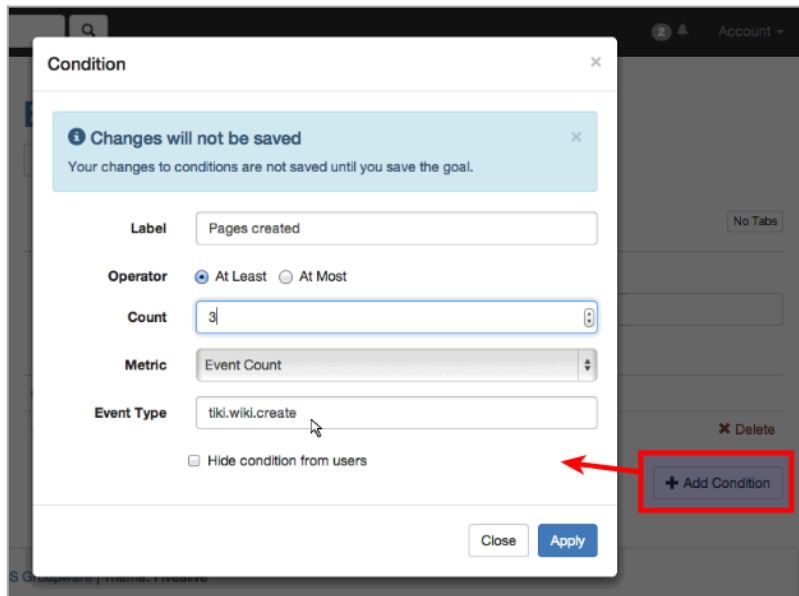 2 Account
Condition ×
Changes will not be saved ×
Your changes to conditions are not saved until you save the goal.
No Tabs
Label Pages created
Operator At Least At Most
Count 3
Metric Event Count
Event Type tiki.wiki.create
Delete
Hide condition from users
+ Add Condition
Close Apply